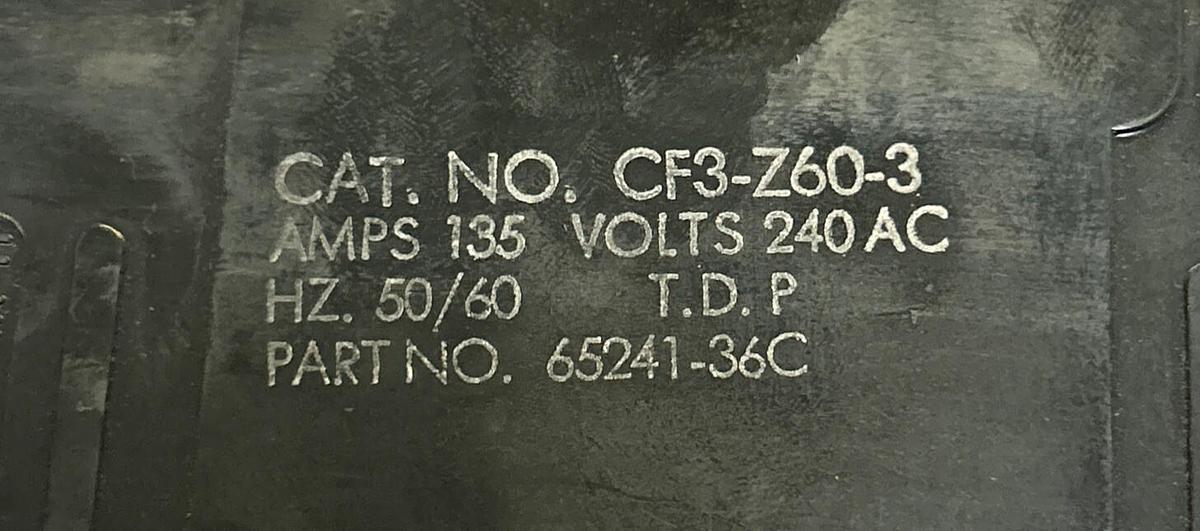 CAT. NO. CF3-Z60-3
AMPS 135 VOLTS 240 AC
HZ. 50/60 T.D. P
PART NO. 65241-36C